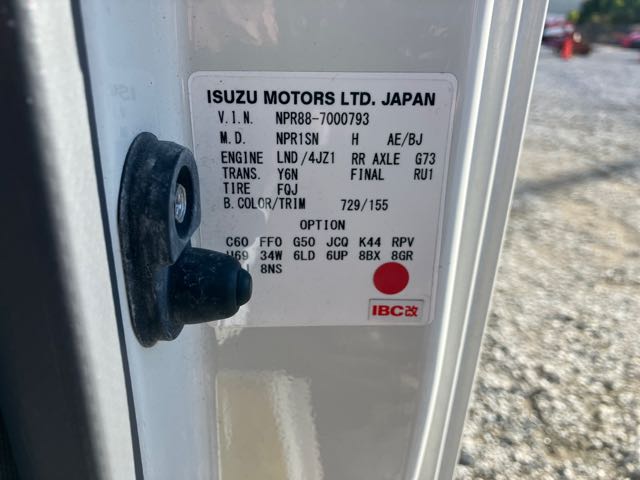 ISUZU MOTORS LTD. JAPAN
V.I.N. NPR88-7000793
M.D. NPR1SN H AE/BJ
ENGINE LND/4JZ1 RR AXLE G73
TRANS. Y6N FINAL RU1
TIRE FQJ
B.COLOR/TRIM 729/155
OPTION
C60 FF0 G50 JCQ K44 RPV
34W 6LD 6UP 8BX 8GR
8NS
IBC改